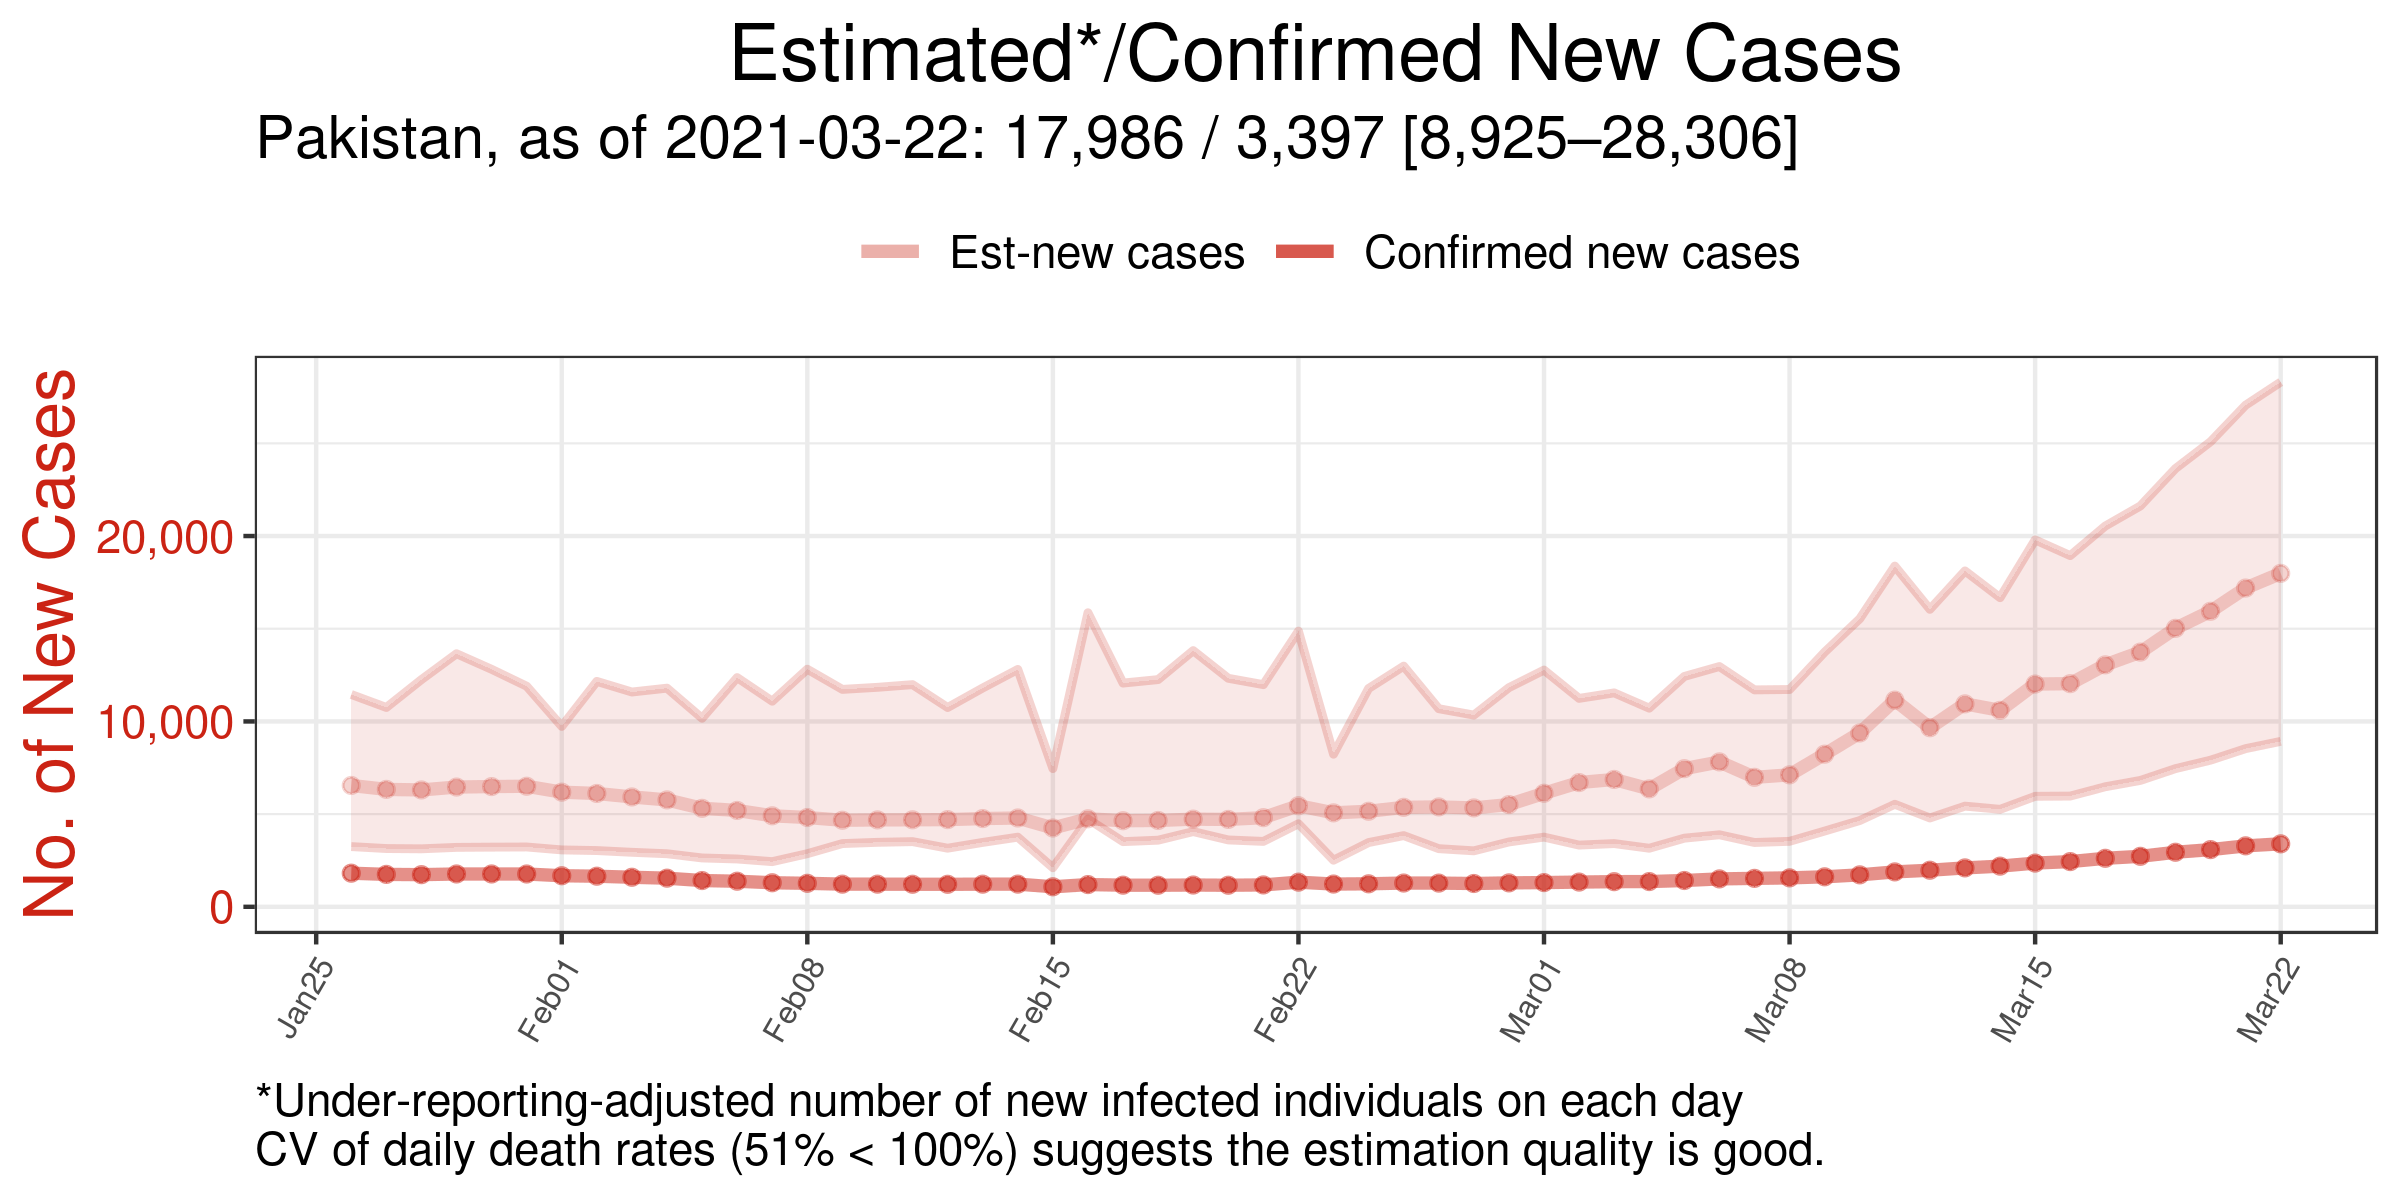 Estimated*/Confirmed New Cases
Pakistan, as of 2021-03-22: 17,986 / 3,397 [8,925–28,306]
Est-new cases
Confirmed new cases
No. of New Cases
20,000
10,000
0
Jan25
Feb01
Feb08
Feb15
Feb22
Mar01
Mar08
Mar15
Mar22
*Under-reporting-adjusted number of new infected individuals on each day
CV of daily death rates (51% < 100%) suggests the estimation quality is good.